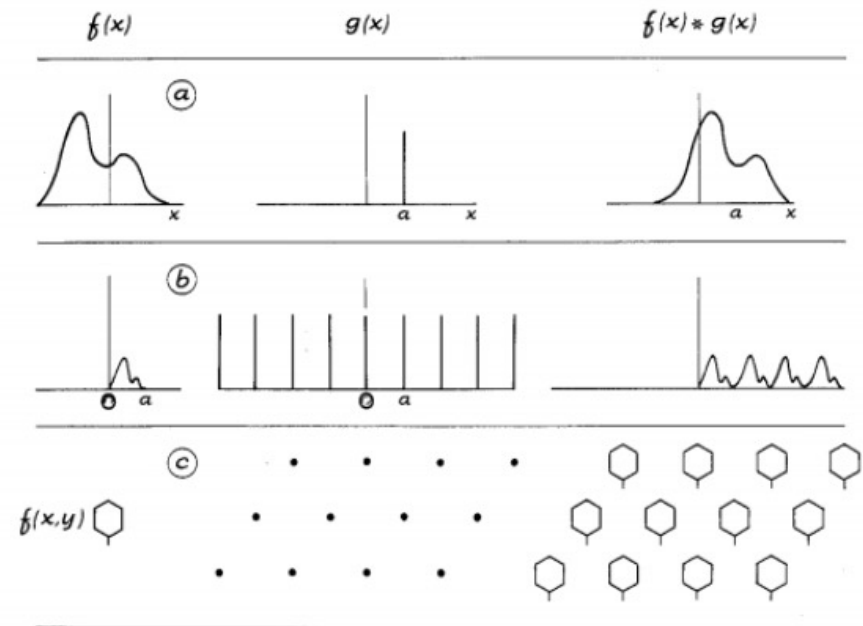 f(x) g(x) f(x) * g(x)
a
x a x a x
b
0 a 0 a
c
f(x,y)